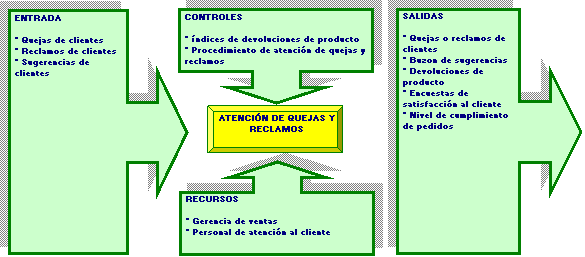 ENTRADA
* Quejas de clientes
* Reclamos de clientes
* Sugerencias de
clientes
CONTROLES
* Índices de devoluciones de producto
* Procedimiento de atención de quejas y
reclamos
ATENCIÓN DE QUEJAS Y
RECLAMOS
RECURSOS
* Gerencia de ventas
* Personal de atención al cliente
SALIDAS
* Quejas o reclamos de
clientes
* Buzon de sugerencias
* Devoluciones de
producto
* Encuestas de
satisfacción al cliente
* Nivel de cumplimiento
de pedidos